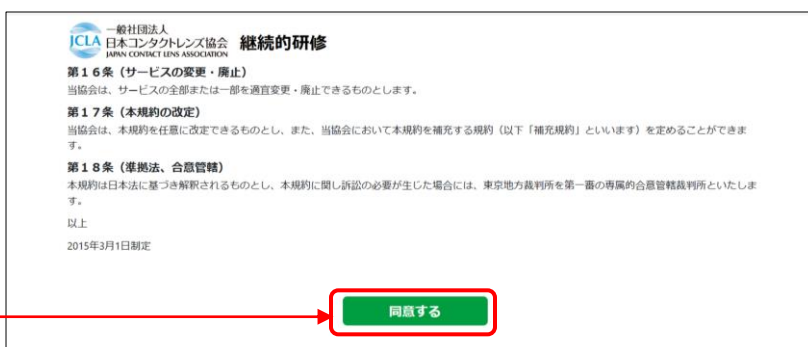 一般社団法人
JCLA 日本コンタクトレンズ協会 継続的研修
JAPAN CONTACT LENS ASSOCIATION
第16条（サービスの変更・廃止）
当協会は、サービスの全部または一部を適宜変更・廃止できるものとします。
第17条（本規約の改定）
当協会は、本規約を任意に改定できるものとし、また、当協会において本規約を補充する規約（以下「補充規約」といいます）を定めることができま
す。
第18条（準拠法、合意管轄）
本規約は日本法に基づき解釈されるものとし、本規約に関し訴訟の必要が生じた場合には、東京地方裁判所を第一番の専属的合意管轄裁判所といたしま
す。
以上
2015年3月1日制定
同意する